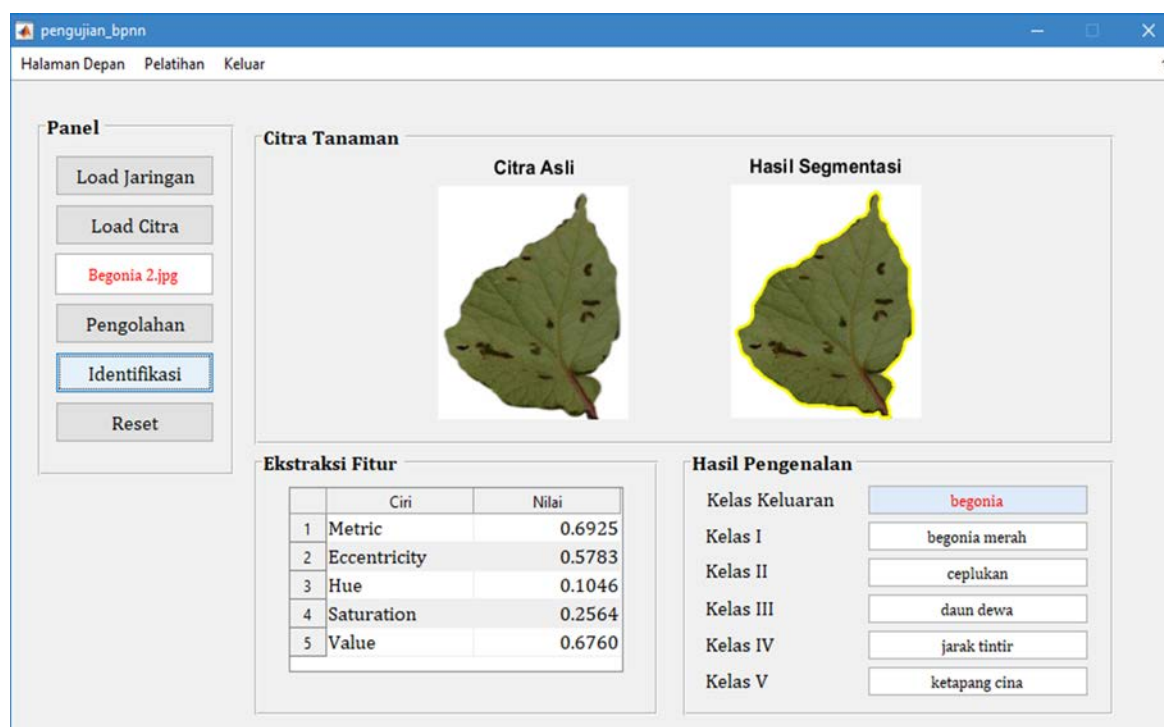 pengujian_bpnn
Halaman Depan Pelatihan Keluar
Panel
Load Jaringan
Load Citra
Begonia 2.jpg
Pengolahan
Identifikasi
Reset
Citra Tanaman
Citra Asli
Hasil Segmentasi
Ekstraksi Fitur
Ciri Nilai
1 Metric 0.6925
2 Eccentricity 0.5783
3 Hue 0.1046
4 Saturation 0.2564
5 Value 0.6760
Hasil Pengenalan
Kelas Keluaran begonia
Kelas I begonia merah
Kelas II ceplukan
Kelas III daun dewa
Kelas IV jarak tintir
Kelas V ketapang cina